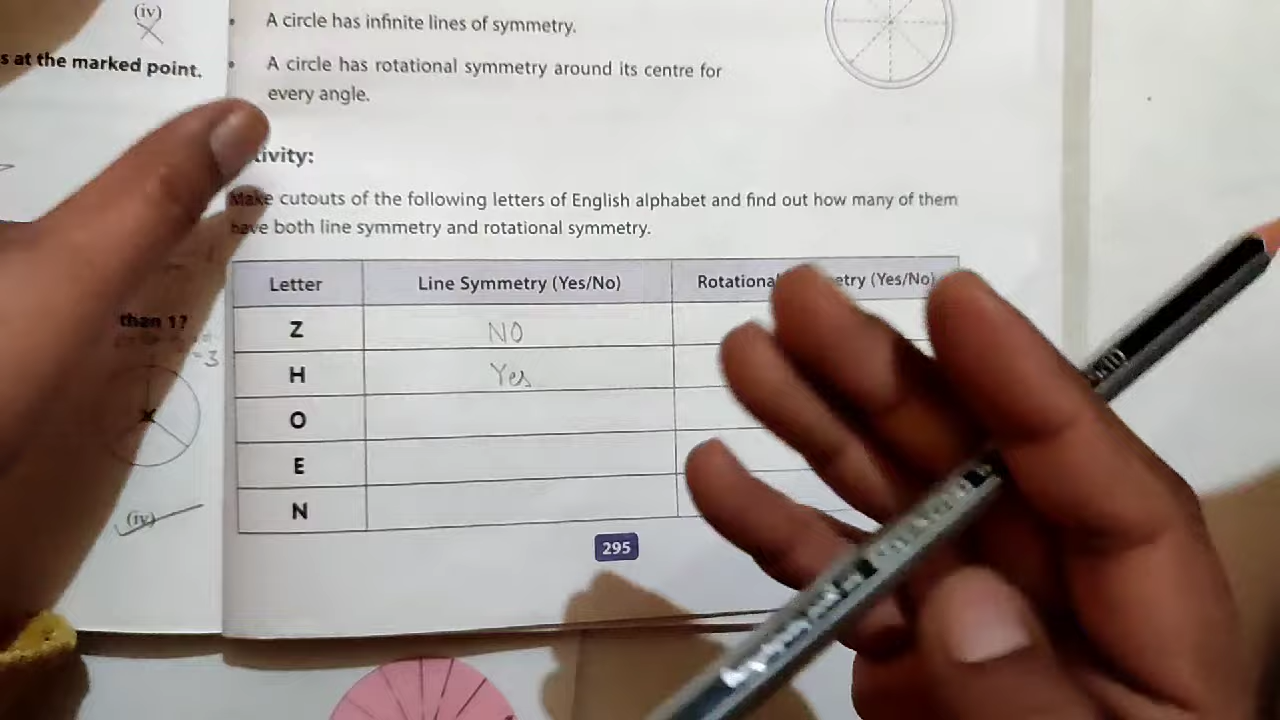 (iv)
s at the marked point.
than 1?
=3
(iv)
• A circle has infinite lines of symmetry.
• A circle has rotational symmetry around its centre for
every angle.
tivity:
Make cutouts of the following letters of English alphabet and find out how many of them
have both line symmetry and rotational symmetry.
Letter Line Symmetry (Yes/No) Rotational etry (Yes/No)
Z NO
H Yes
O
E
N
295